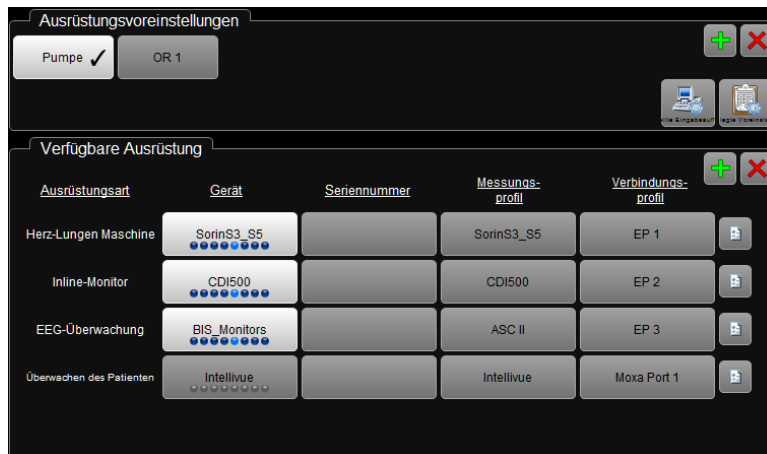 Ausrüstungsvoreinstellungen
Pumpe
OR 1
Verfügbare Ausrüstung
Ausrüstungsart Gerät Seriennummer Messungs- Verbindungs-
profil profil
Herz-Lungen Maschine SorinS3_S5 SorinS3_S5 EP 1
Inline-Monitor CDI500 CDI500 EP 2
EEG-Überwachung BIS_Monitors ASC II EP 3
Überwachen des Patienten Intellivue Intellivue Moxa Port 1